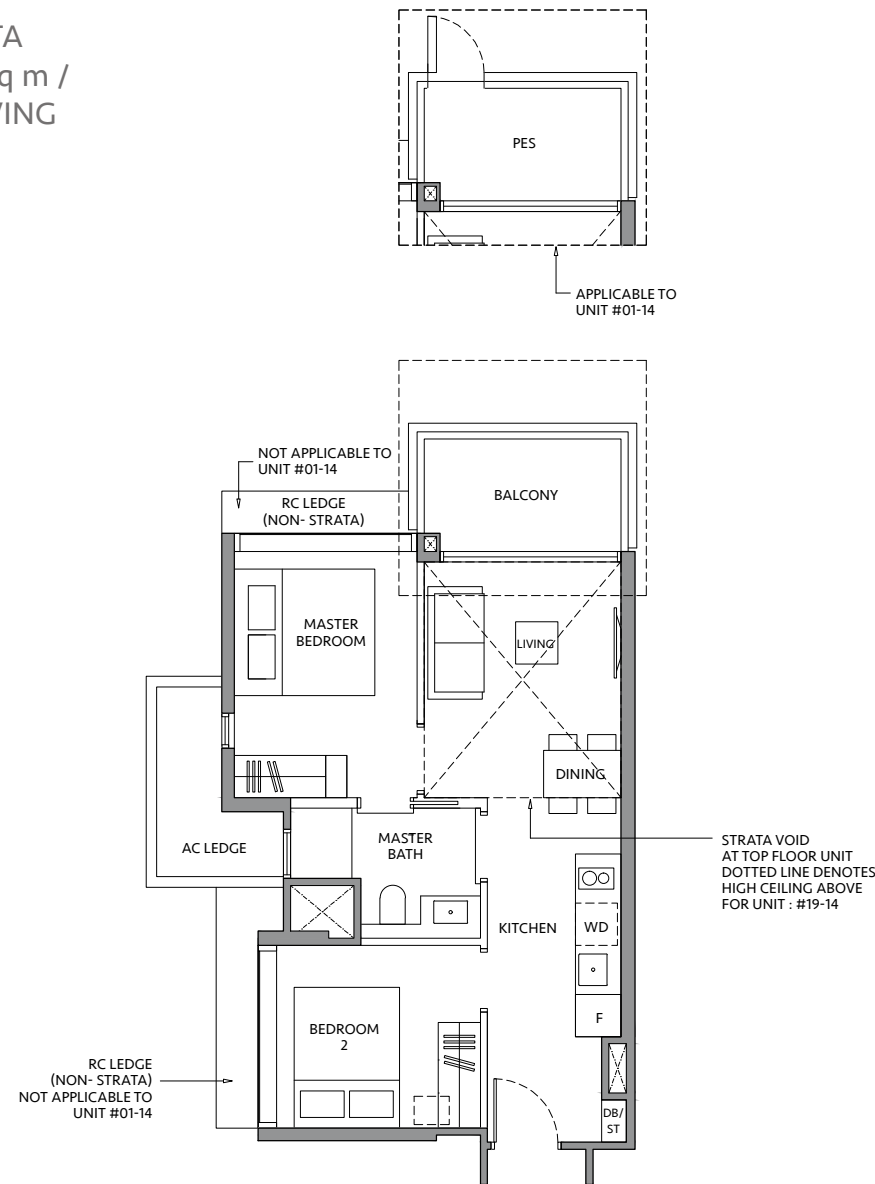 TA
q m /
VING
PES
APPLICABLE TO
UNIT #01-14
NOT APPLICABLE TO
UNIT #01-14
RC LEDGE
(NON- STRATA)
BALCONY
MASTER
BEDROOM
LIVING
DINING
AC LEDGE
MASTER
BATH
STRATA VOID
AT TOP FLOOR UNIT
DOTTED LINE DENOTES
HIGH CEILING ABOVE
FOR UNIT : #19-14
KITCHEN
WD
F
BEDROOM
2
RC LEDGE
(NON- STRATA)
NOT APPLICABLE TO
UNIT #01-14
DB/
ST